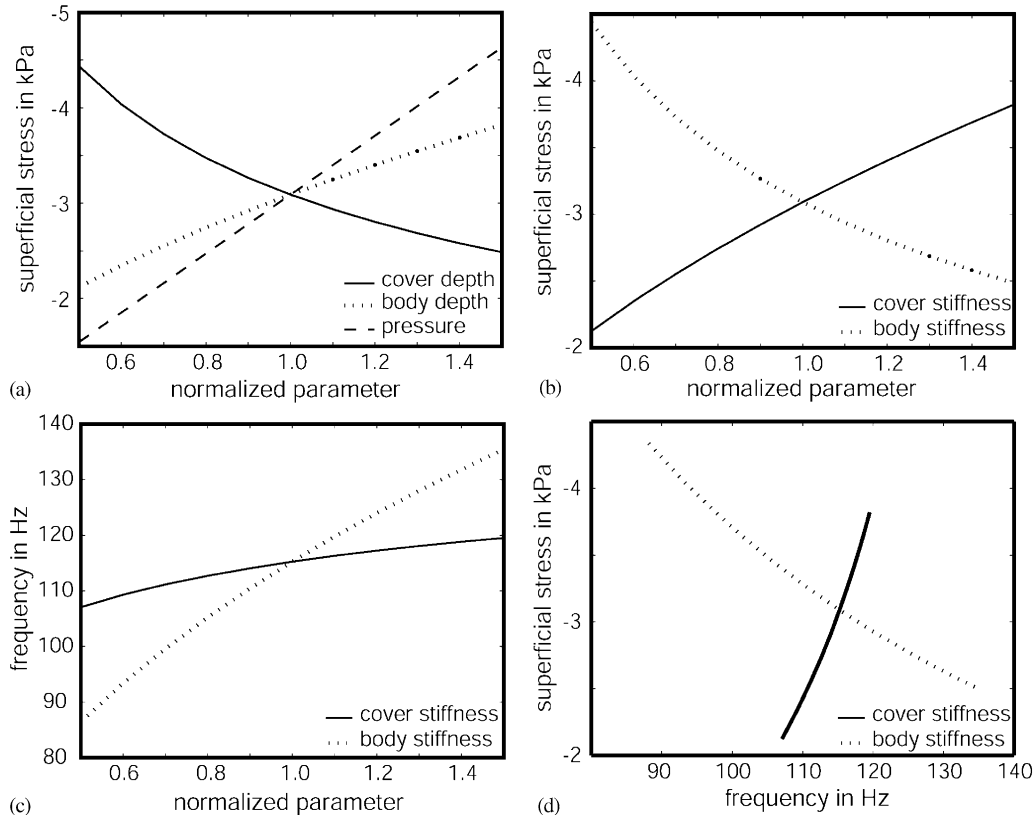 -5
-4
-3
-2
superficial stress in kPa
cover depth
body depth
pressure
0.6 0.8 1.0 1.2 1.4
normalized parameter
(a)
-4
-3
-2
superficial stress in kPa
cover stiffness
body stiffness
0.6 0.8 1.0 1.2 1.4
normalized parameter
(b)
140
130
120
110
100
90
80
frequency in Hz
cover stiffness
body stiffness
0.6 0.8 1.0 1.2 1.4
normalized parameter
(c)
-4
-3
-2
superficial stress in kPa
cover stiffness
body stiffness
90 100 110 120 130 140
frequency in Hz
(d)